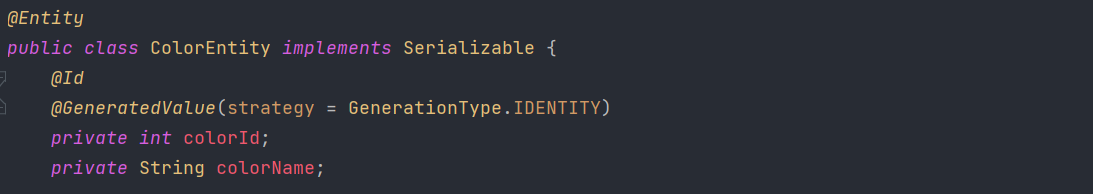 @Entity
public class ColorEntity implements Serializable {
    @Id
    @GeneratedValue(strategy = GenerationType.IDENTITY)
    private int colorId;
    private String colorName;